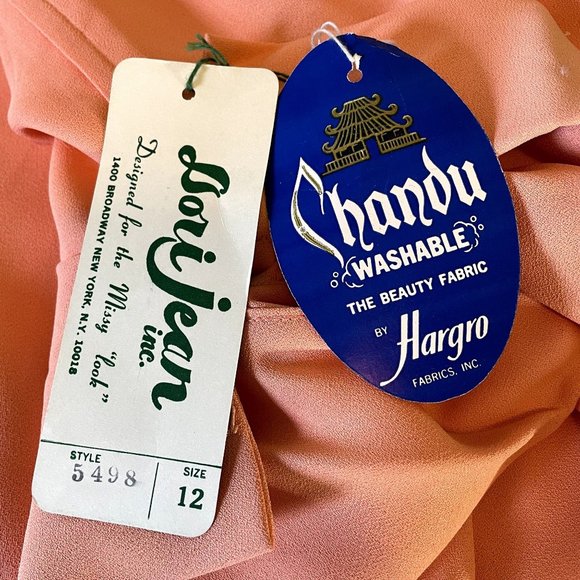 Dori Jean
inc.
Designed for the Missy "look"
1400 BROADWAY NEW YORK, N.Y. 10018
STYLE
5498
SIZE
12
Shandu
WASHABLE
THE BEAUTY FABRIC
BY Hargro
FABRICS, INC.